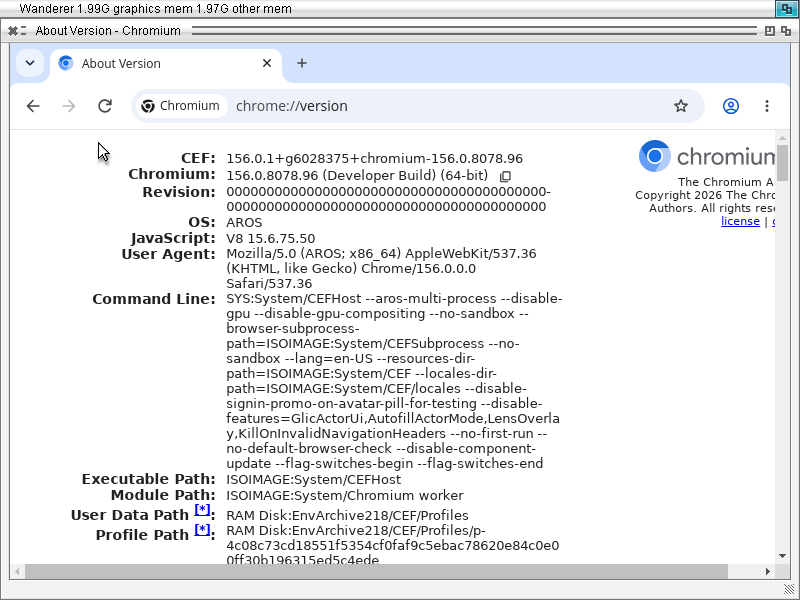 Wanderer 1.99G graphics mem 1.97G other mem
About Version - Chromium
About Version
Chromium
chrome://version
chromium
The Chromium A
Copyright 2026 The Chro
Authors. All rights rese
license |
CEF: 156.0.1+g6028375+chromium-156.0.8078.96
Chromium: 156.0.8078.96 (Developer Build) (64-bit)
Revision: 00000000000000000000000000000000000000000-
0000000000000000000000000000000000000000
OS: AROS
JavaScript: V8 15.6.75.50
User Agent: Mozilla/5.0 (AROS; x86_64) AppleWebKit/537.36
(KHTML, like Gecko) Chrome/156.0.0.0
Safari/537.36
Command Line: SYS:System/CEFHost --aros-multi-process --disable-
gpu --disable-gpu-compositing --no-sandbox --
browser-subprocess-
path=ISOIMAGE:System/CEFSubprocess --no-
sandbox --lang=en-US --resources-dir-
path=ISOIMAGE:System/CEF --locales-dir-
path=ISOIMAGE:System/CEF/locales --disable-
signin-promo-on-avatar-pill-for-testing --disable-
features=GlicActorUi,AutofillActorMode,LensOverla
y,KillOnInvalidNavigationHeaders --no-first-run --
no-default-browser-check --disable-component-
update --flag-switches-begin --flag-switches-end
Executable Path: ISOIMAGE:System/CEFHost
Module Path: ISOIMAGE:System/Chromium worker
User Data Path [*]: RAM Disk:EnvArchive218/CEF/Profiles
Profile Path [*]: RAM Disk:EnvArchive218/CEF/Profiles/p-
4c08c73cd18551f5354cf0faf9c5ebac78620e84c0e0
0ff30b196315ed5c4ede